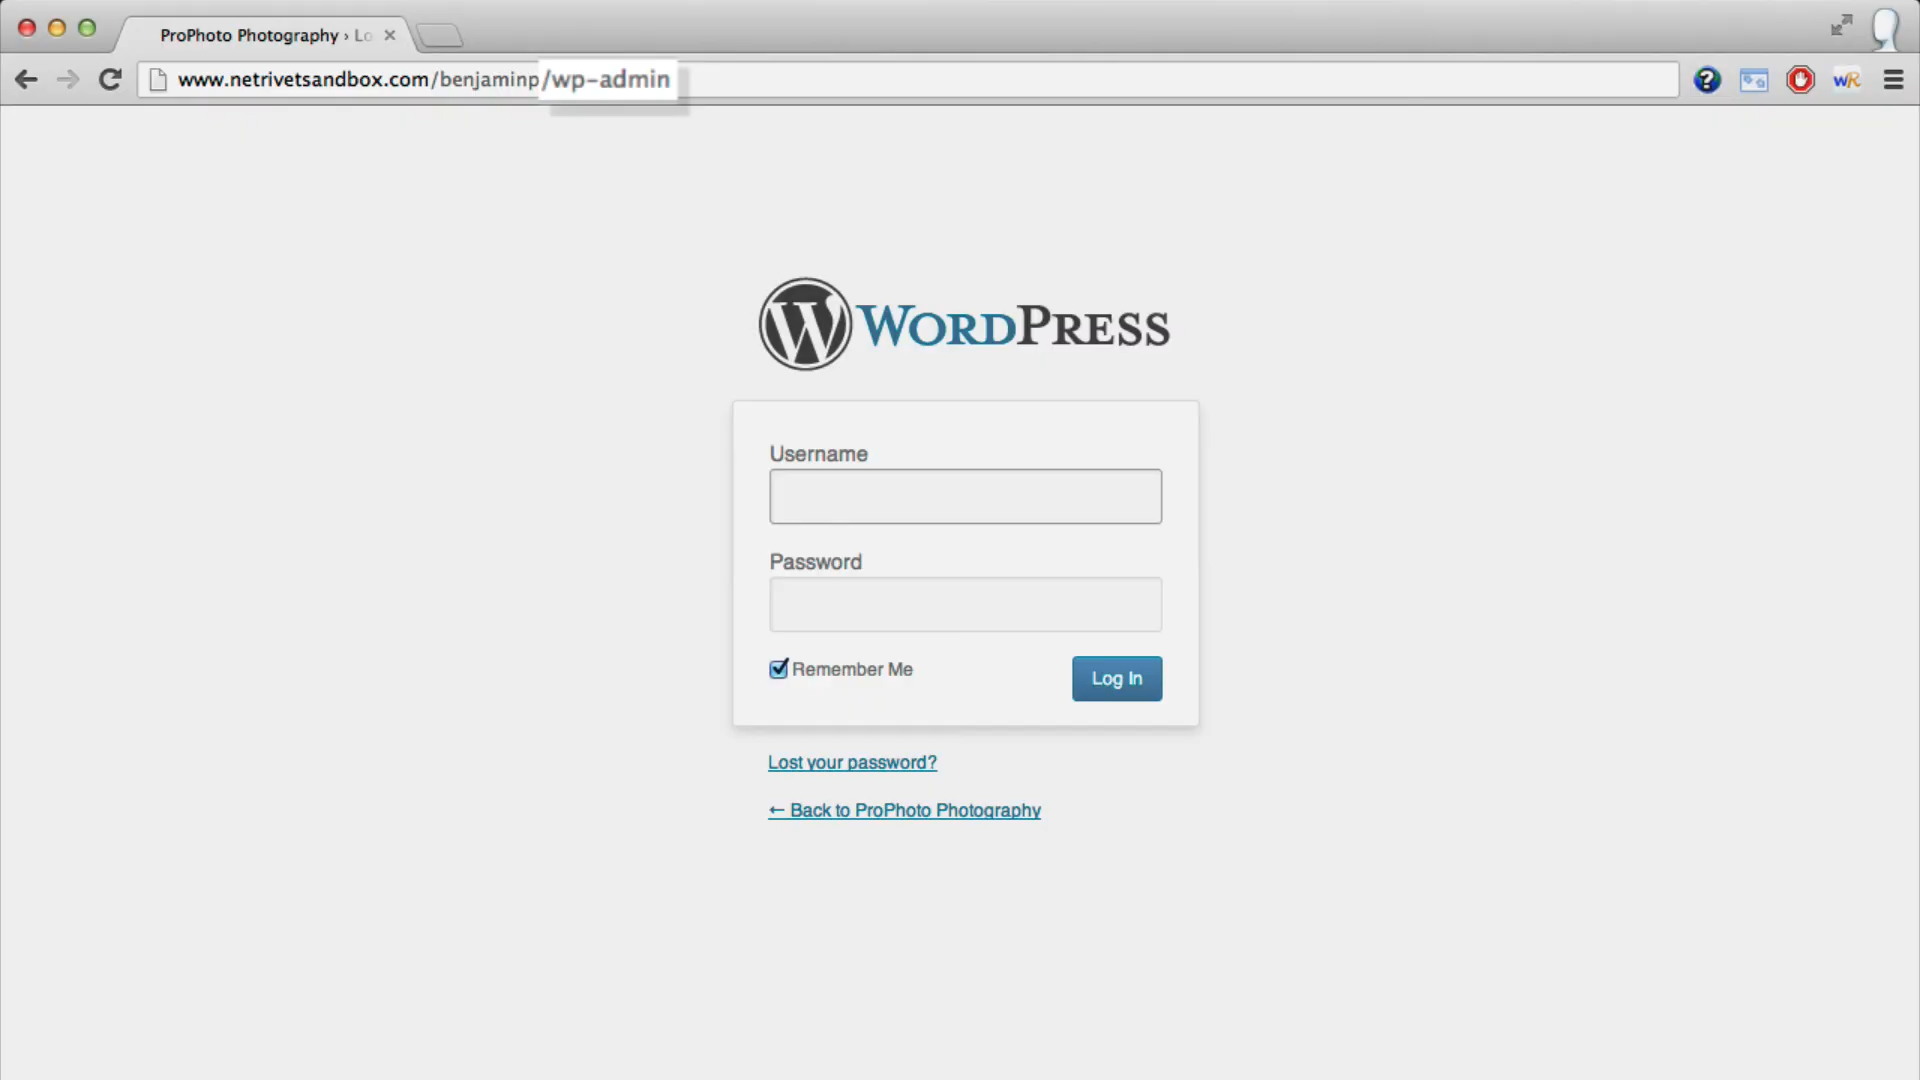 ProPhoto Photography › Lo
www.netrivetsandbox.com/benjaminp/wp-admin
wR
WORDPRESS
Username
Password
Remember Me
Log In
Lost your password?
← Back to ProPhoto Photography